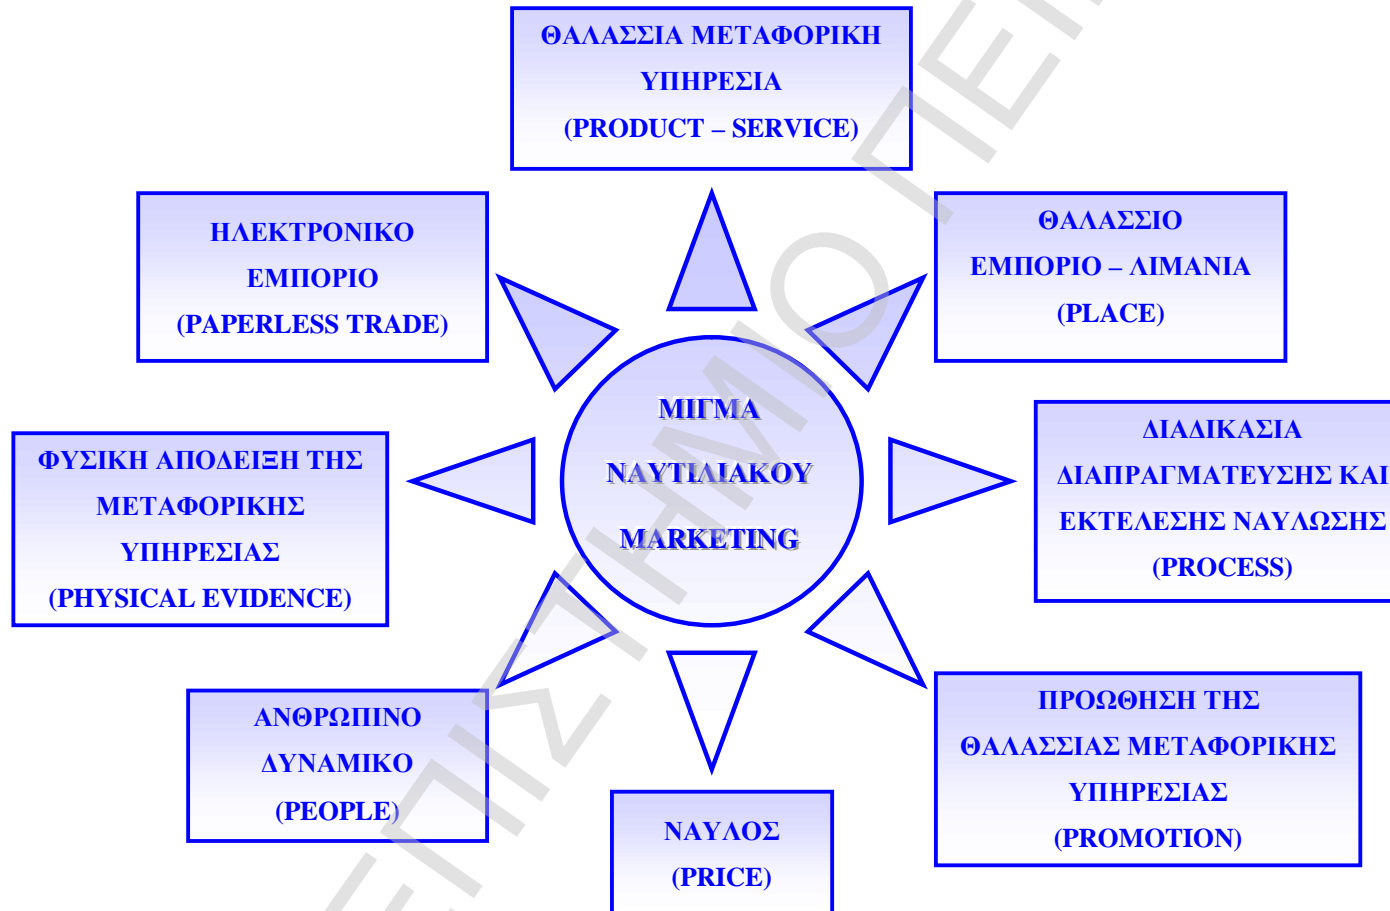 ΘΑΛΑΣΣΙΑ ΜΕΤΑΦΟΡΙΚΗ
ΥΠΗΡΕΣΙΑ
(PRODUCT – SERVICE)
ΗΛΕΚΤΡΟΝΙΚΟ
ΕΜΠΟΡΙΟ
(PAPERLESS TRADE)
ΘΑΛΑΣΣΙΟ
ΕΜΠΟΡΙΟ – ΛΙΜΑΝΙΑ
(PLACE)
ΜΙΓΜΑ
ΝΑΥΤΙΛΙΑΚΟΥ
MARKETING
ΦΥΣΙΚΗ ΑΠΟΔΕΙΞΗ ΤΗΣ
ΜΕΤΑΦΟΡΙΚΗΣ
ΥΠΗΡΕΣΙΑΣ
(PHYSICAL EVIDENCE)
ΔΙΑΔΙΚΑΣΙΑ
ΔΙΑΠΡΑΓΜΑΤΕΥΣΗΣ ΚΑΙ
ΕΚΤΕΛΕΣΗΣ ΝΑΥΛΩΣΗΣ
(PROCESS)
ΑΝΘΡΩΠΙΝΟ
ΔΥΝΑΜΙΚΟ
(PEOPLE)
ΝΑΥΛΟΣ
(PRICE)
ΠΡΟΩΘΗΣΗ ΤΗΣ
ΘΑΛΑΣΣΙΑΣ ΜΕΤΑΦΟΡΙΚΗΣ
ΥΠΗΡΕΣΙΑΣ
(PROMOTION)